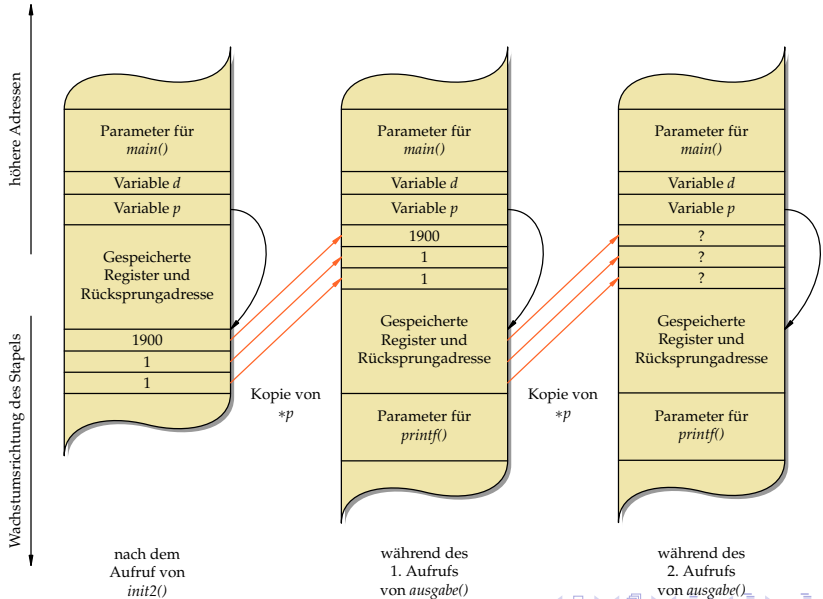 höhere Adressen
Wachstumsrichtung des Stapels
Parameter für
main()
Variable d
Variable p
Gespeicherte
Register und
Rücksprungadresse
1900
1
1
nach dem
Aufruf von
init2()
Kopie von
*p
Parameter für
main()
Variable d
Variable p
1900
1
1
Gespeicherte
Register und
Rücksprungadresse
Parameter für
printf()
während des
1. Aufrufs
von ausgabe()
Kopie von
*p
Parameter für
main()
Variable d
Variable p
?
?
?
Gespeicherte
Register und
Rücksprungadresse
Parameter für
printf()
während des
2. Aufrufs
von ausgabe()